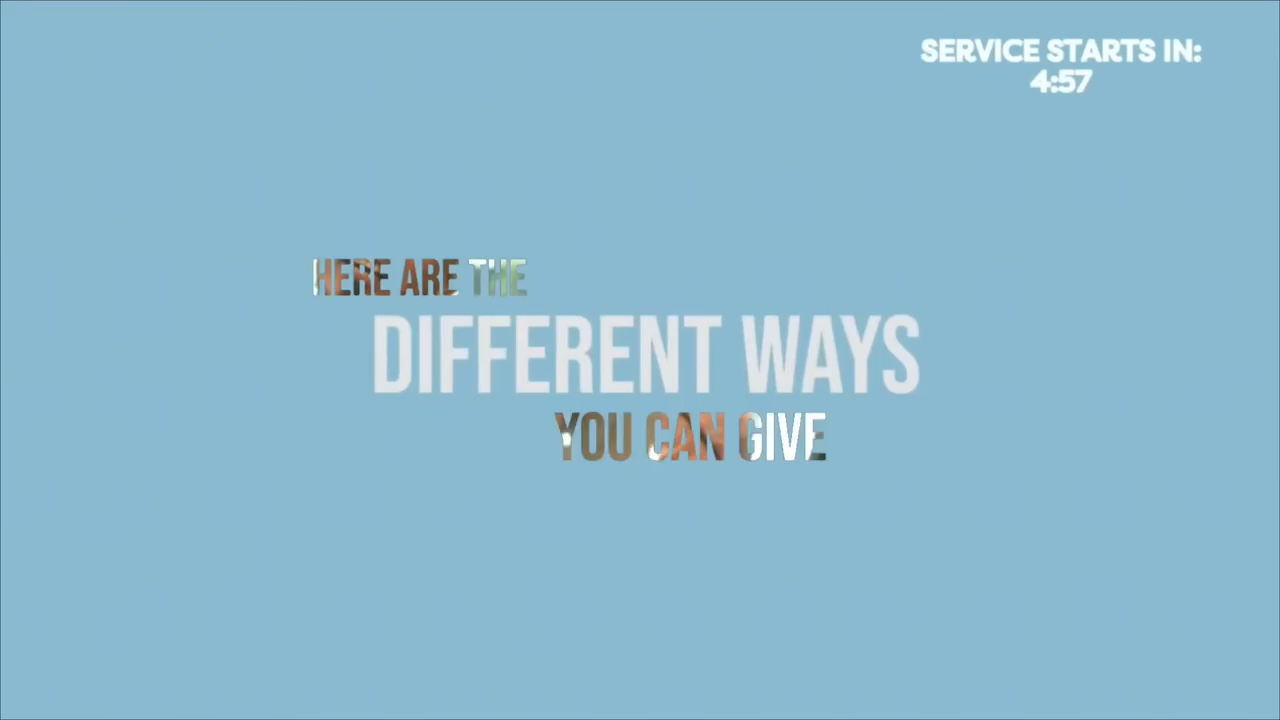 SERVICE STARTS IN:
4:57
HERE ARE THE
DIFFERENT WAYS
YOU CAN GIVE